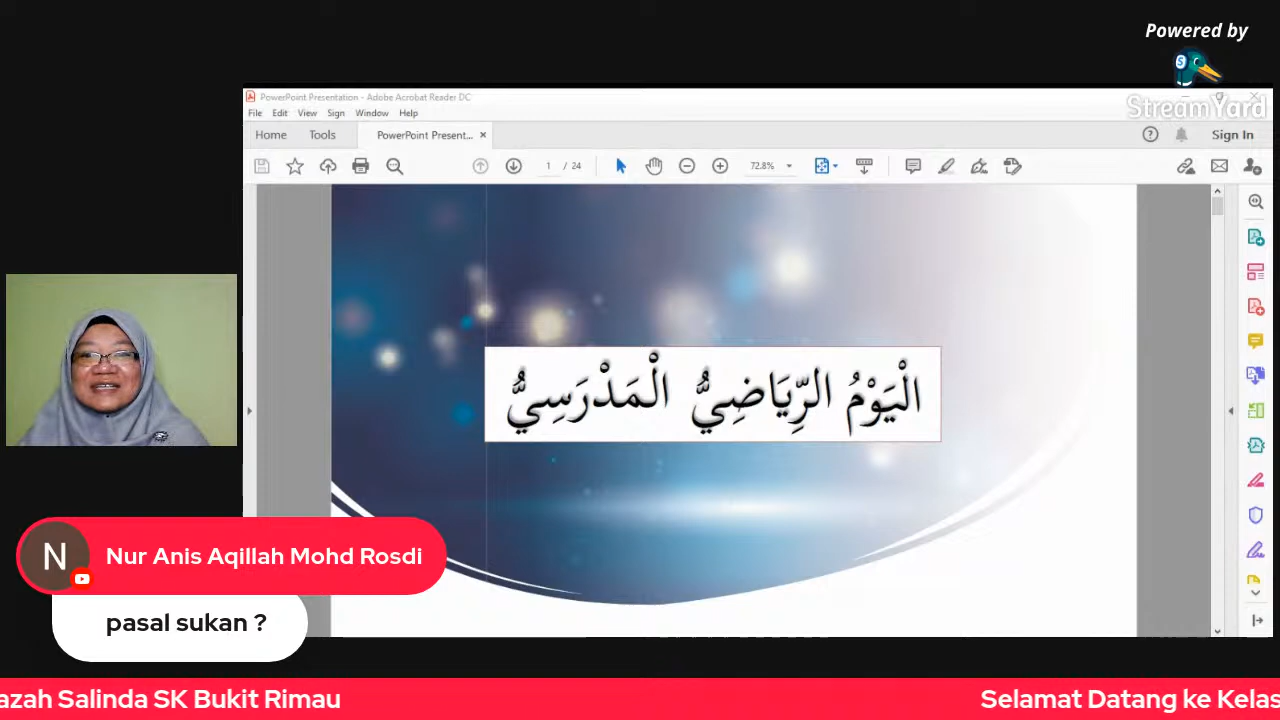 Powered by
StreamYard
PowerPoint Presentation - Adobe Acrobat Reader DC
File Edit View Sign Window Help
Home Tools PowerPoint Present... ×
Sign In
1 / 24 72.8%
الْيَوْمُ الرِّيَاضِيُّ الْمَدْرَسِيُّ
N
Nur Anis Aqillah Mohd Rosdi
pasal sukan ?
azah Salinda SK Bukit Rimau Selamat Datang ke Kelas